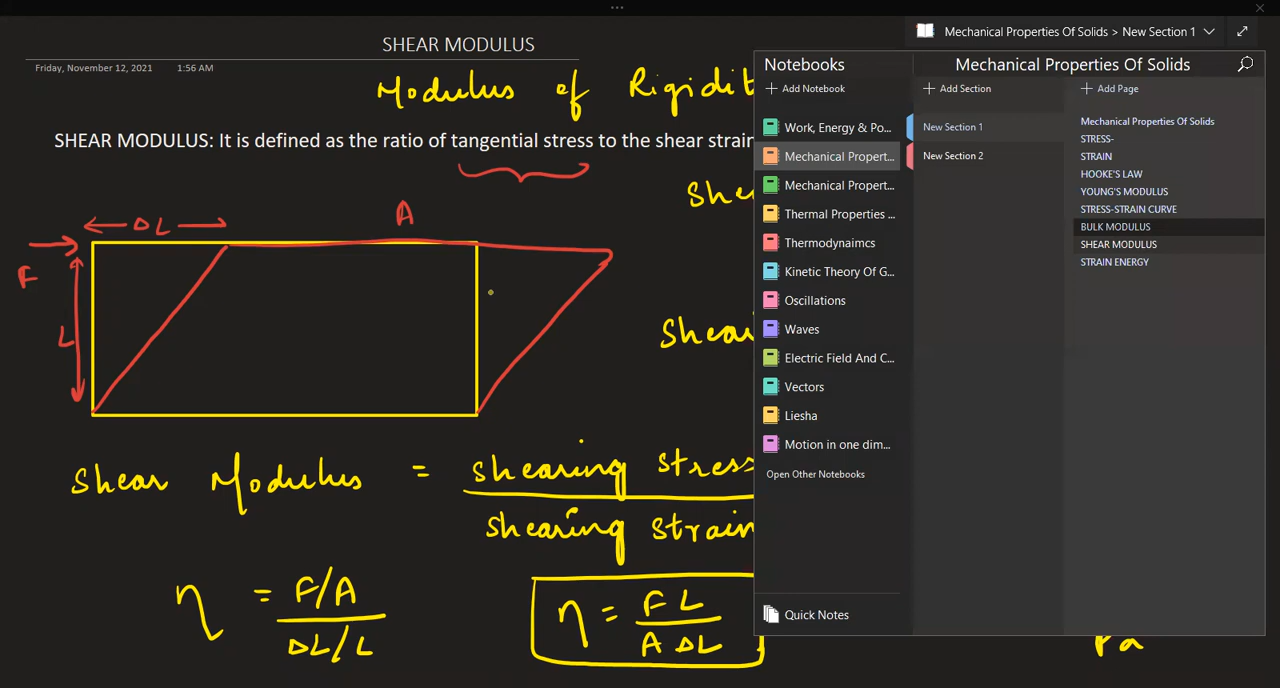 Mechanical Properties Of Solids > New Section 1
SHEAR MODULUS
Friday, November 12, 2021 1:56 AM
Modulus of
SHEAR MODULUS: It is defined as the ratio of tangential stress to the shear
F
ΔL
A
L
Shear Modulus = shearing stress
shearing strain
η = F/A
ΔL/L
η = F L
A ΔL
Pa
Notebooks
+ Add Notebook
Work, Energy & Po...
Mechanical Propert...
Mechanical Propert...
Thermal Properties ...
Thermodynaimcs
Kinetic Theory Of G...
Oscillations
Waves
Electric Field And C...
Vectors
Liesha
Motion in one dim...
Open Other Notebooks
Quick Notes
Mechanical Properties Of Solids
+ Add Section
New Section 1
New Section 2
+ Add Page
Mechanical Properties Of Solids
STRESS-
STRAIN
HOOKE'S LAW
YOUNG'S MODULUS
STRESS-STRAIN CURVE
BULK MODULUS
SHEAR MODULUS
STRAIN ENERGY